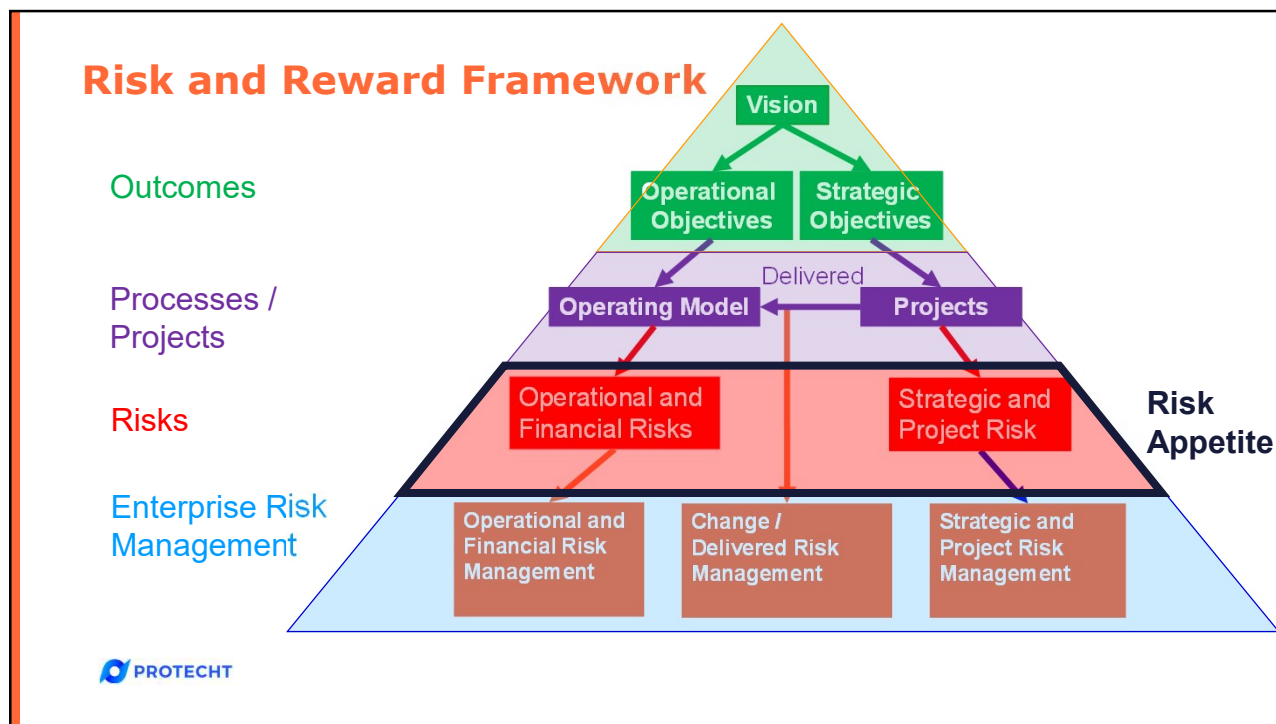 Risk and Reward Framework
Vision
Outcomes
Operational
Objectives
Strategic
Objectives
Processes /
Projects
Delivered
Operating Model
Projects
Risks
Operational and
Financial Risks
Strategic and
Project Risk
Risk
Appetite
Enterprise Risk
Management
Operational and
Financial Risk
Management
Change /
Delivered Risk
Management
Strategic and
Project Risk
Management
PROTECHT